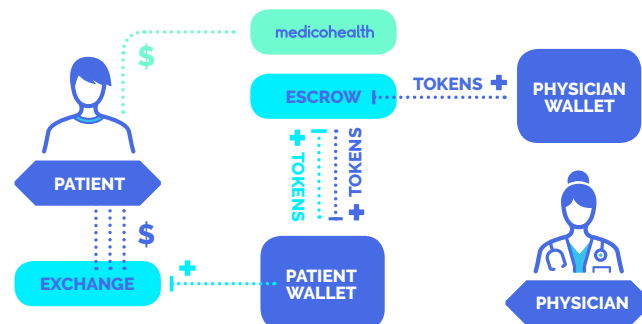 medicohealth
$
ESCROW
TOKENS +
PHYSICIAN
WALLET
PATIENT
+ TOKENS
TOKENS +
$
EXCHANGE
+
PATIENT
WALLET
PHYSICIAN